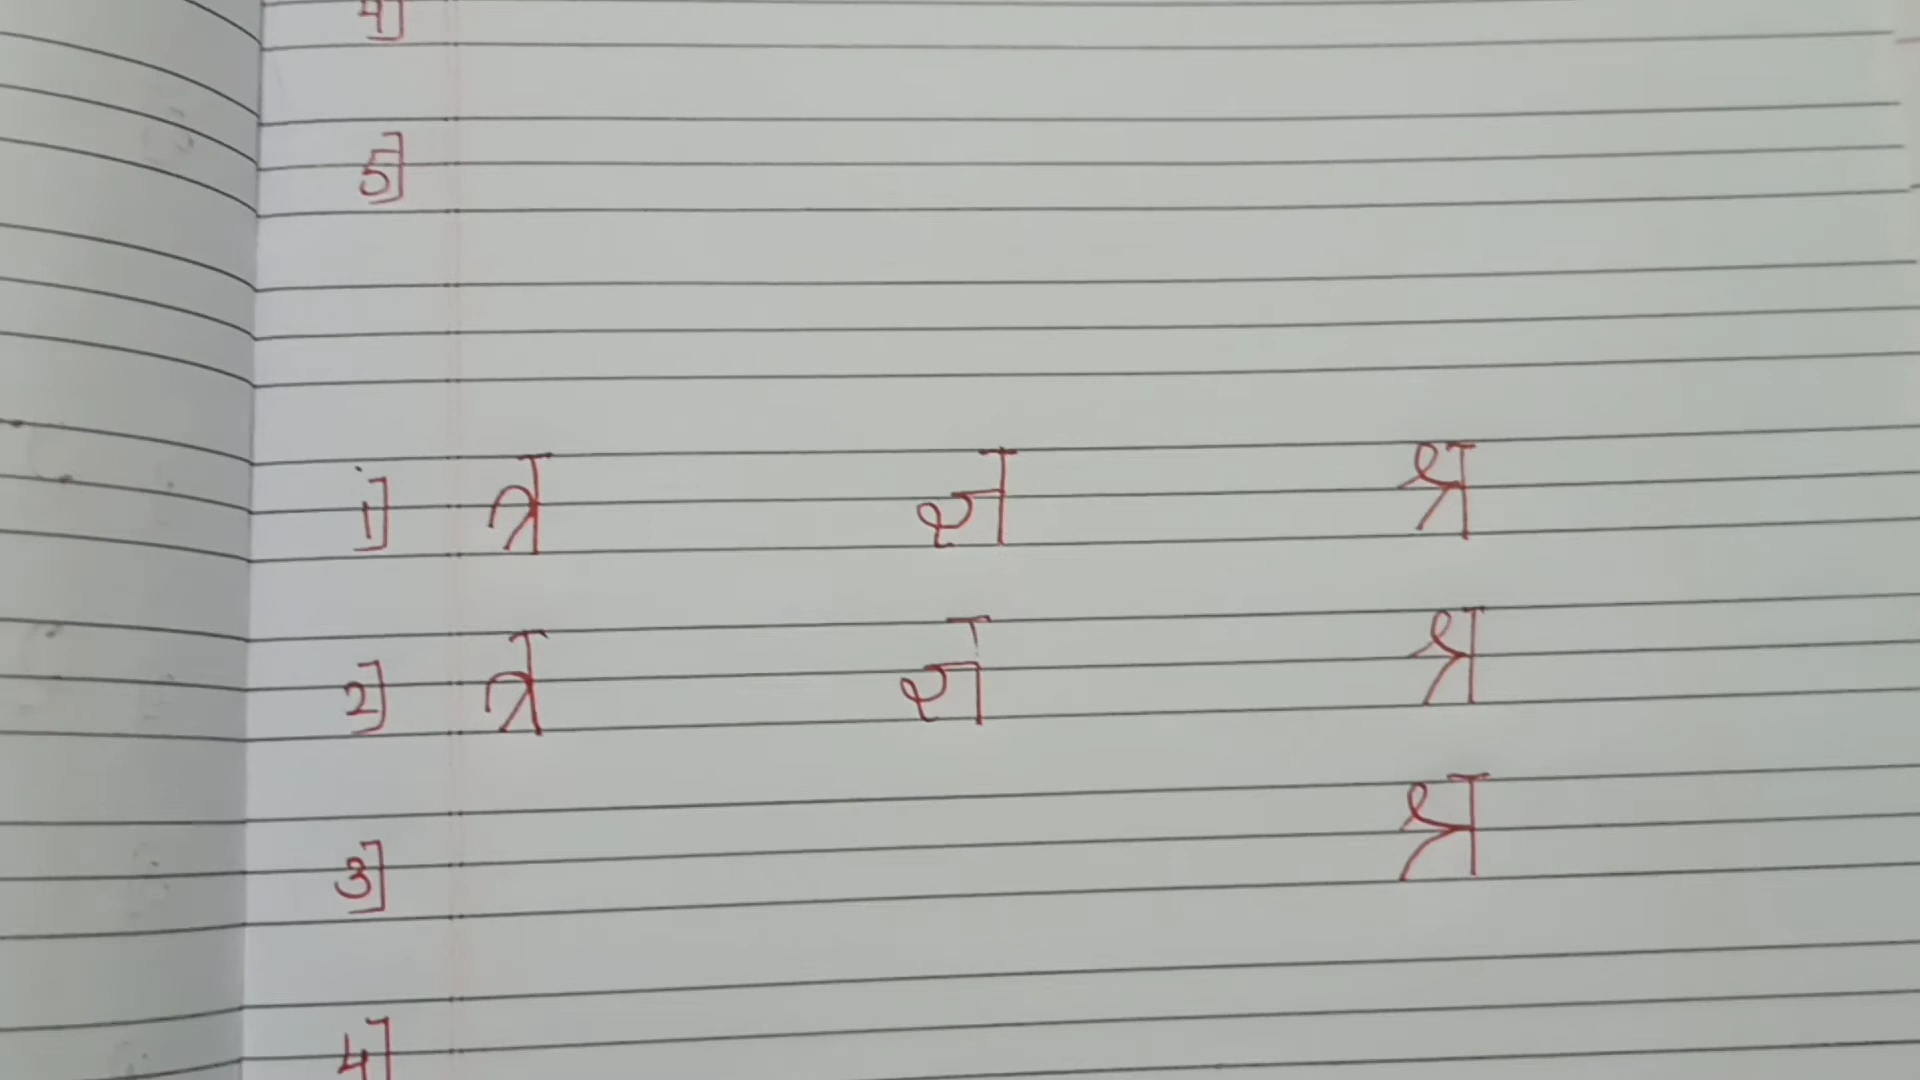 4]
5]
1] त्र ज्ञ श्र
2] त्र ज्ञ श्र
3] श्र
4]